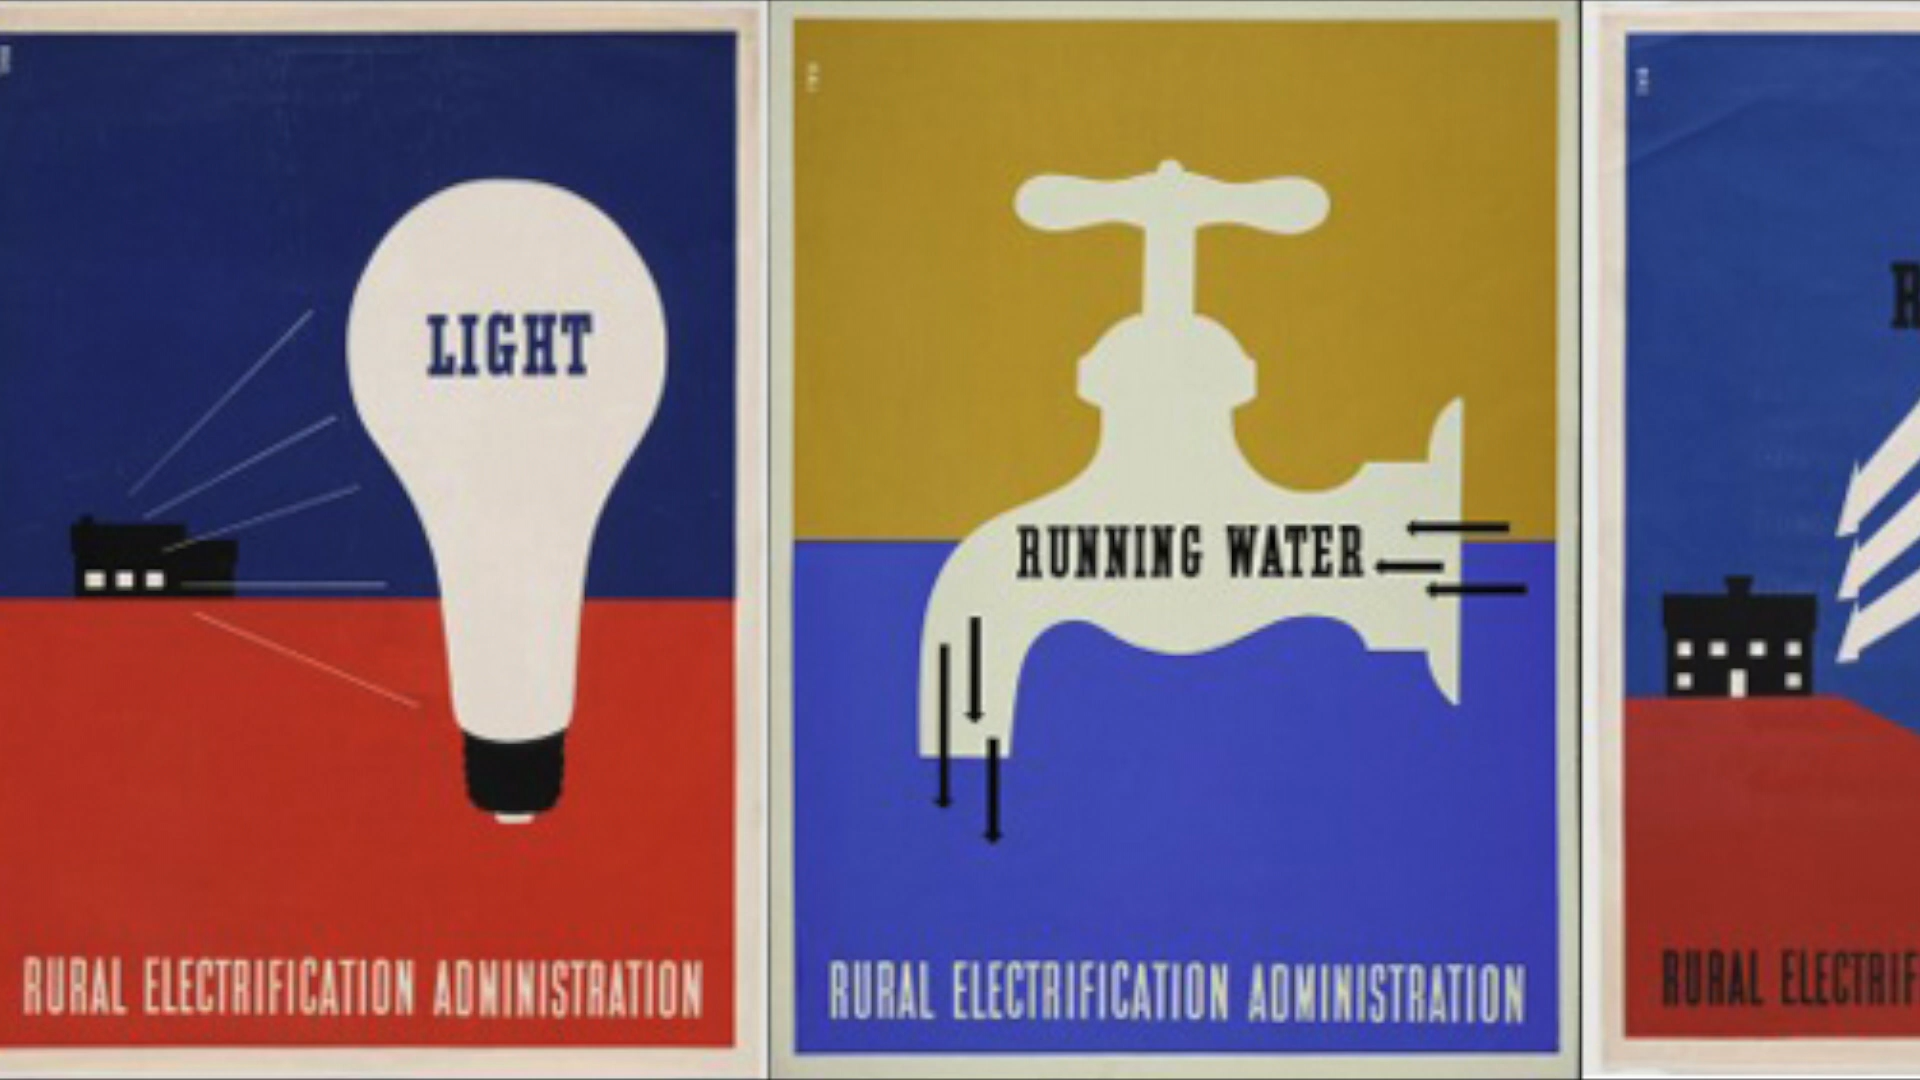 LIGHT
RURAL ELECTRIFICATION ADMINISTRATION
RUNNING WATER
RURAL ELECTRIFICATION ADMINISTRATION
R
RURAL ELECTRIF